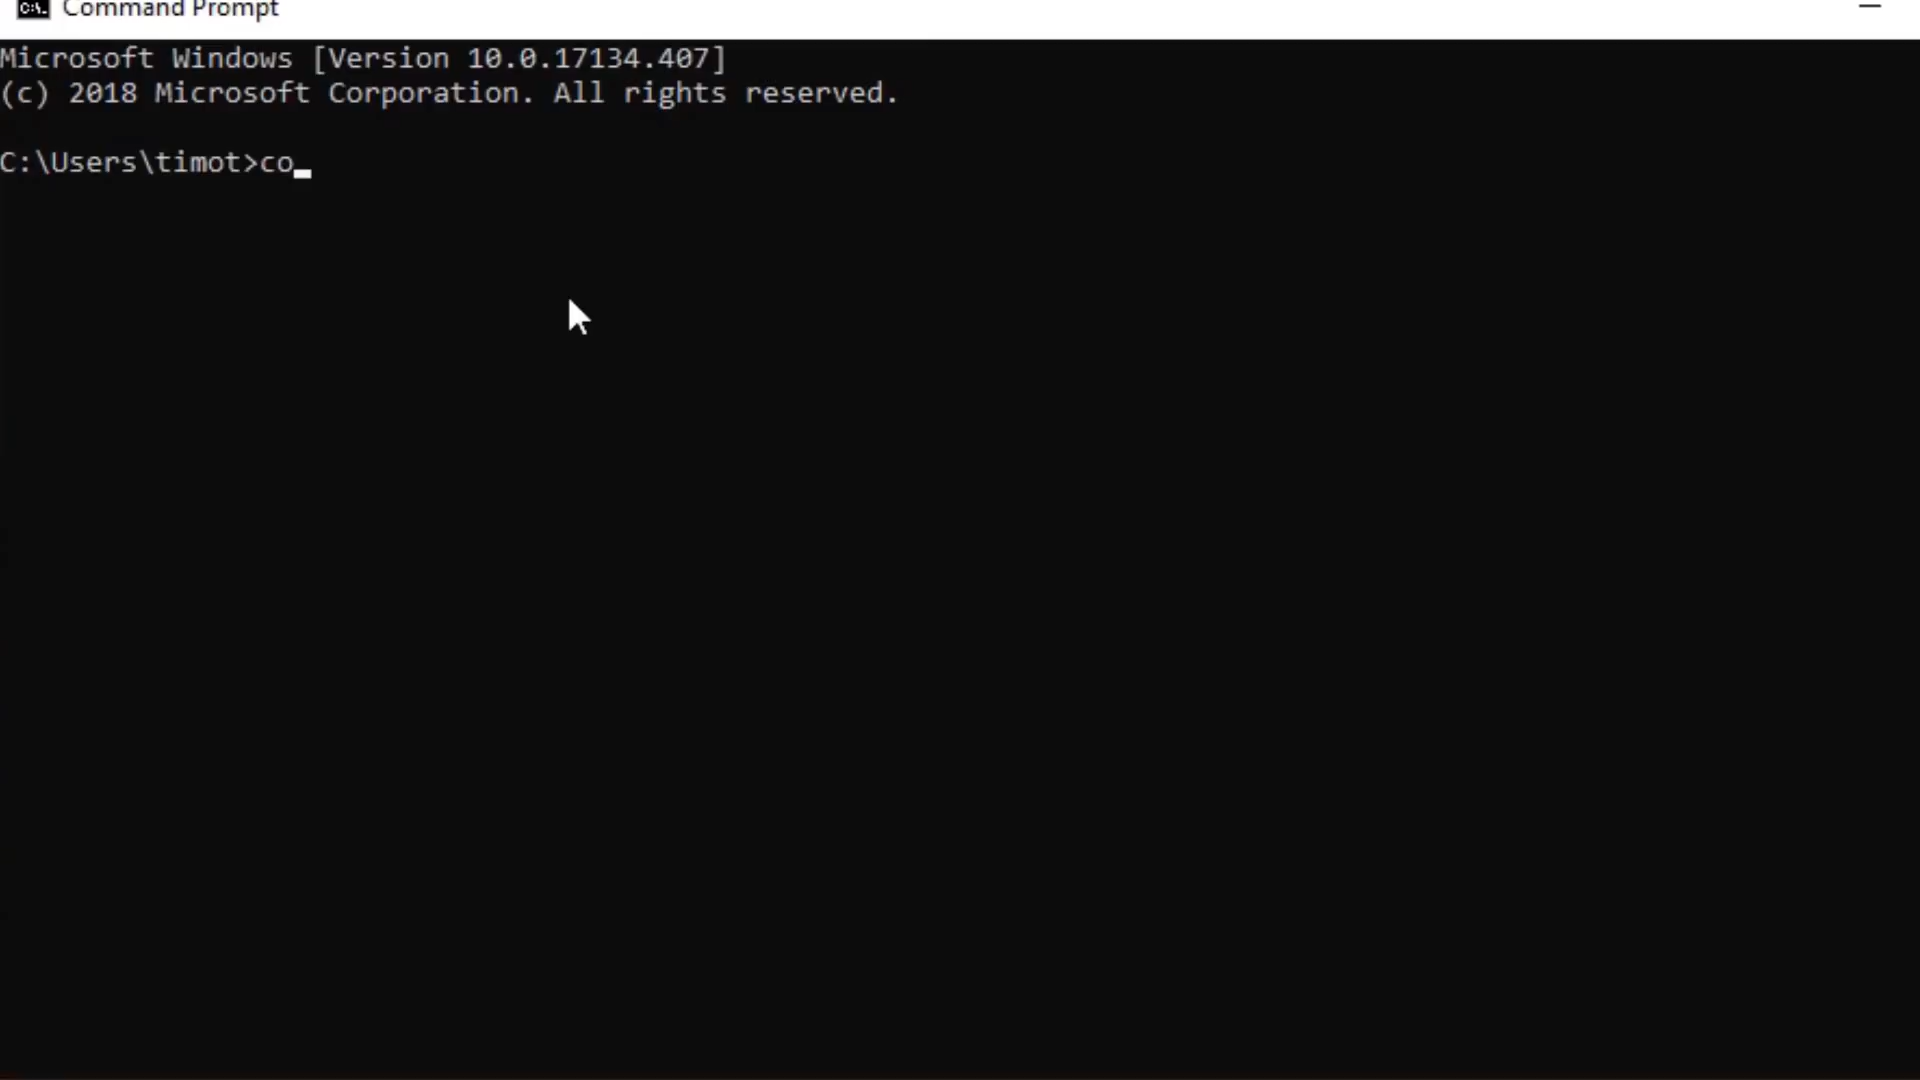 Command Prompt
Microsoft Windows [Version 10.0.17134.407]
(c) 2018 Microsoft Corporation. All rights reserved.
C:\Users\timot>co